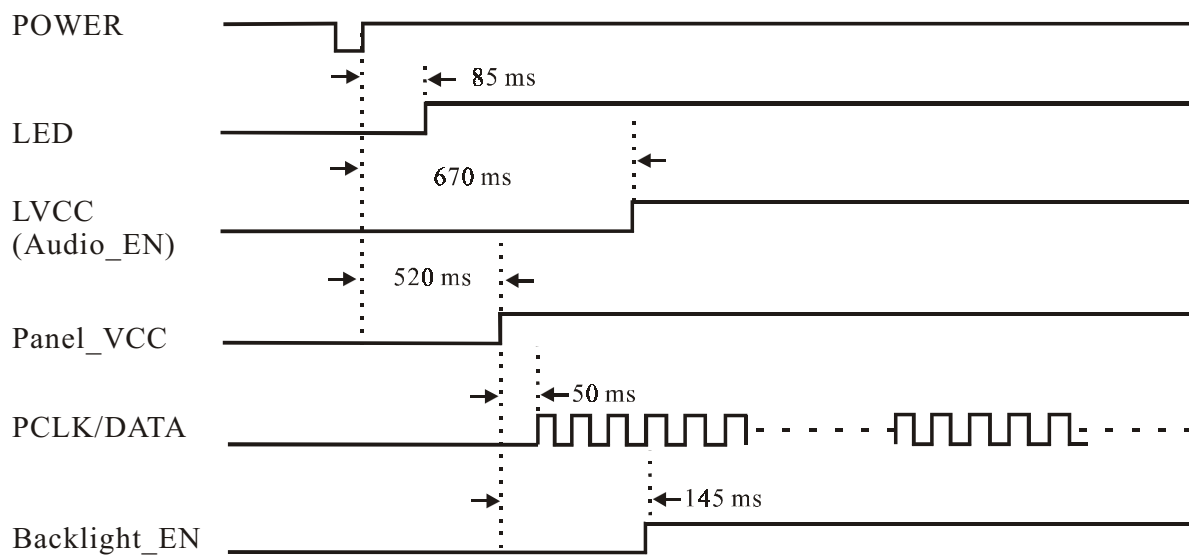 POWER
85 ms
LED
670 ms
LVCC
(Audio_EN)
520 ms
Panel_VCC
50 ms
PCLK/DATA
145 ms
Backlight_EN